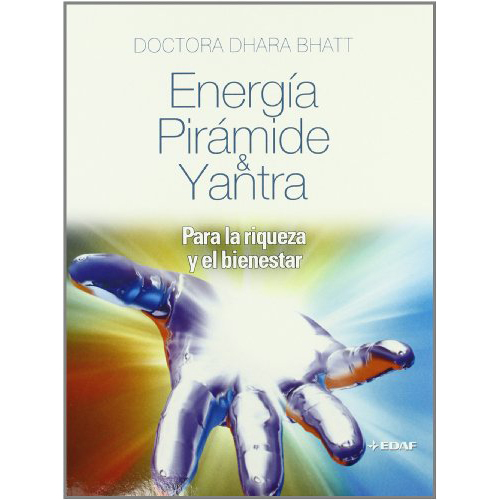 DOCTORA DHARA BHATT
Energía
Pirámide
&
Yantra
Para la riqueza
y el bienestar
EDAF